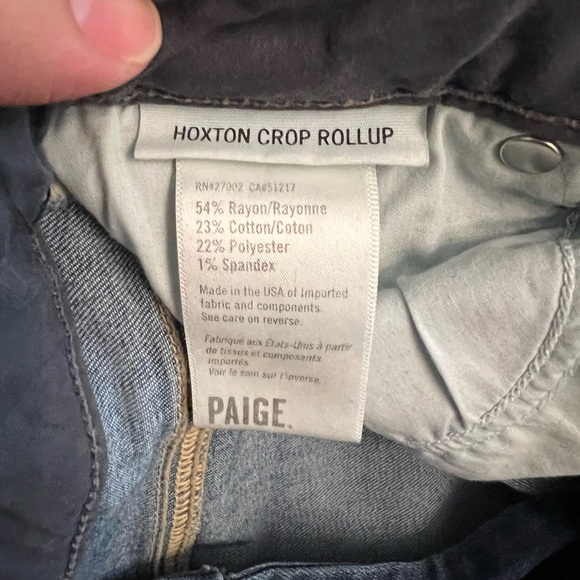 HOXTON CROP ROLLUP
RN#27002 CA#51217
54% Rayon/Rayonne
23% Cotton/Coton
22% Polyester
1% Spandex
Made in the USA of Imported
fabric and components.
See care on reverse.
Fabriqué aux États-Unis à partir
de tissus et composants
importés.
Voir le soin sur l'inverse.
PAIGE.